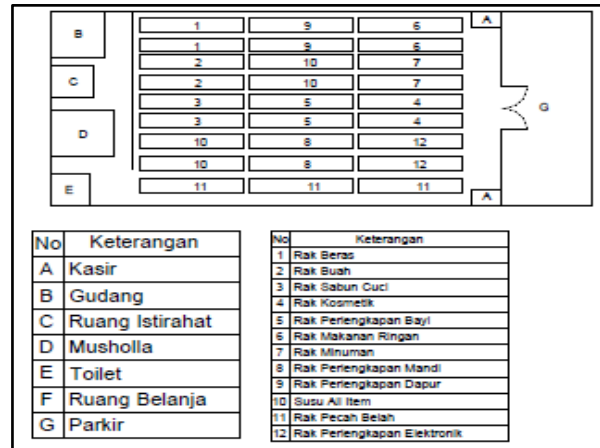 B
C
D
E
A
G
A
1 9 6
1 9 6
2 10 7
2 10 7
3 5 4
3 5 4
10 8 12
10 8 12
11 11 11
No Keterangan
A Kasir
B Gudang
C Ruang Istirahat
D Musholla
E Toilet
F Ruang Belanja
G Parkir
No Keterangan
1 Rak Beras
2 Rak Buah
3 Rak Sabun Cuci
4 Rak Kosmetik
5 Rak Perlengkapan Bayi
6 Rak Makanan Ringan
7 Rak Minuman
8 Rak Perlengkapan Mandi
9 Rak Perlengkapan Dapur
10 Susu All Item
11 Rak Pecah Belah
12 Rak Perlengkapan Elektronik